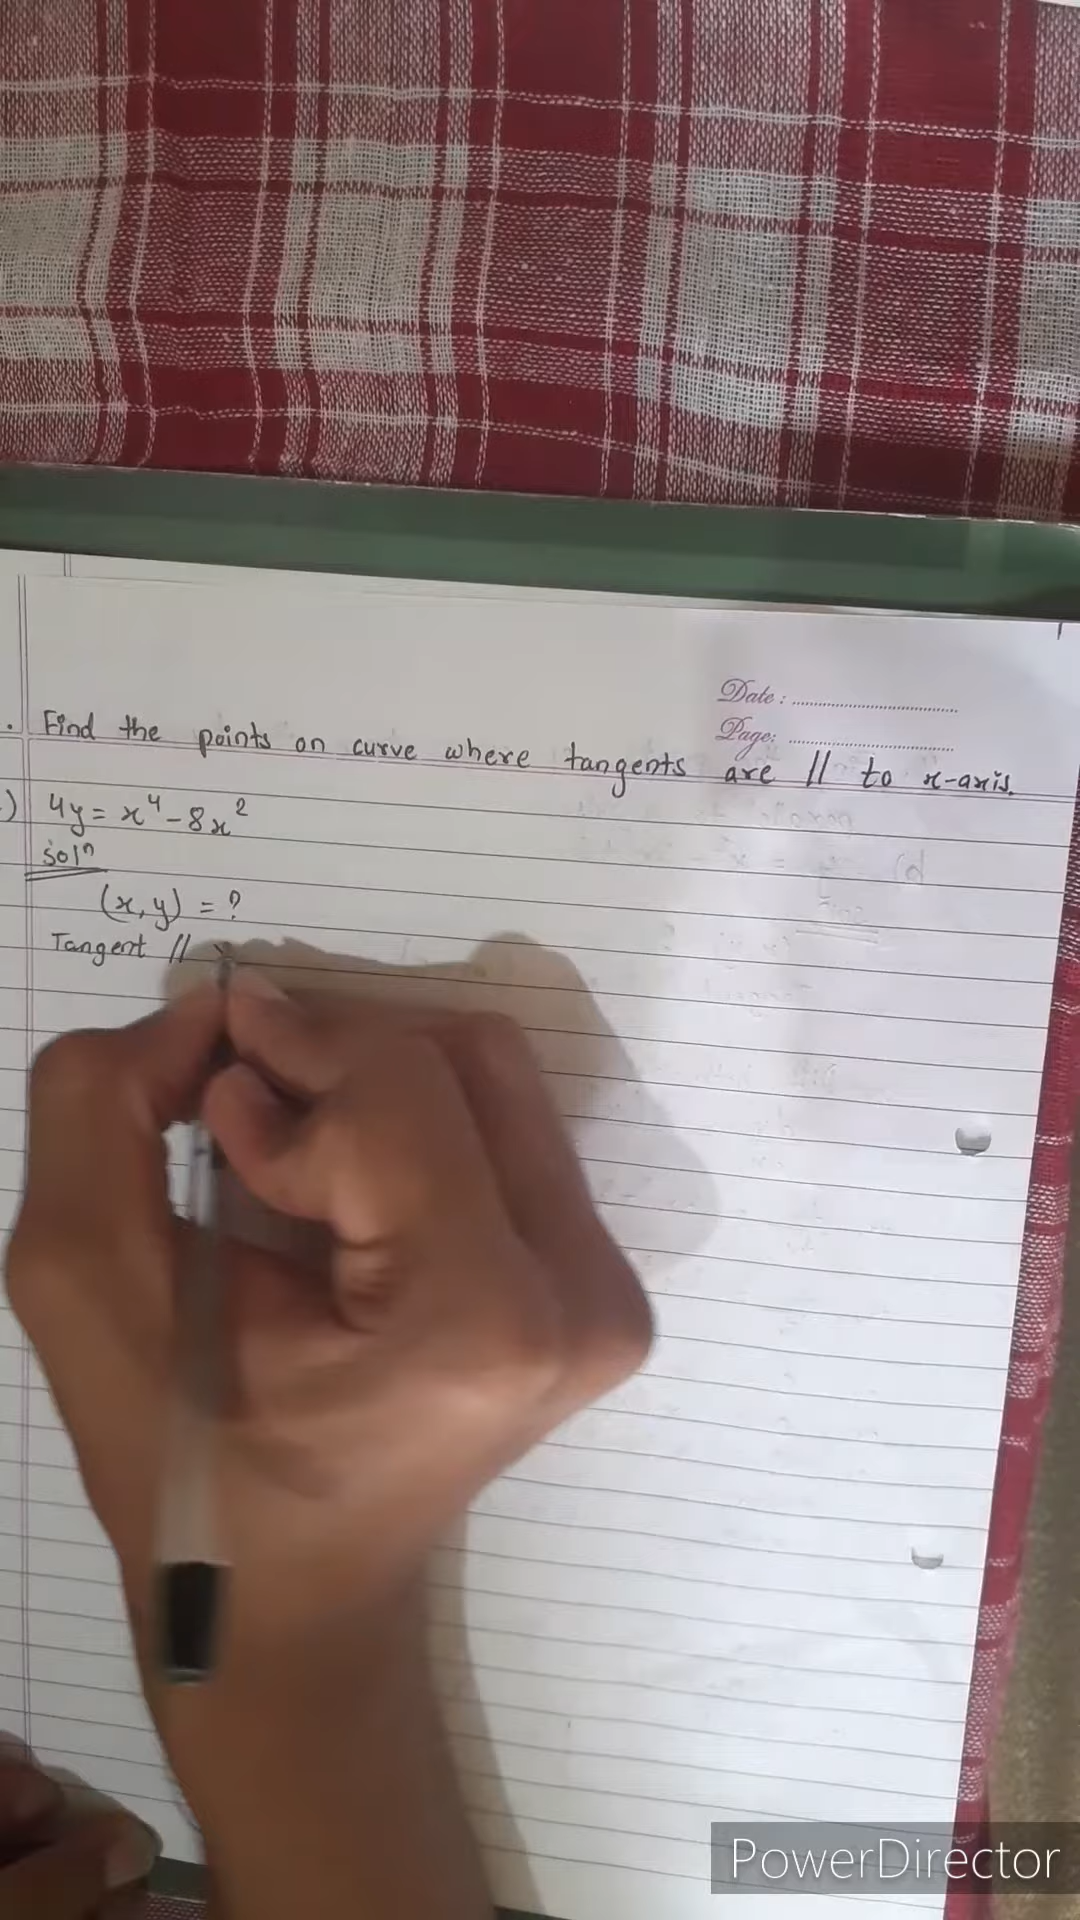 Date :
Page:
. Find the points on curve where tangents are // to x-axis.
) 4y = x⁴ - 8x²
Solⁿ
(x, y) = ?
Tangent //
PowerDirector